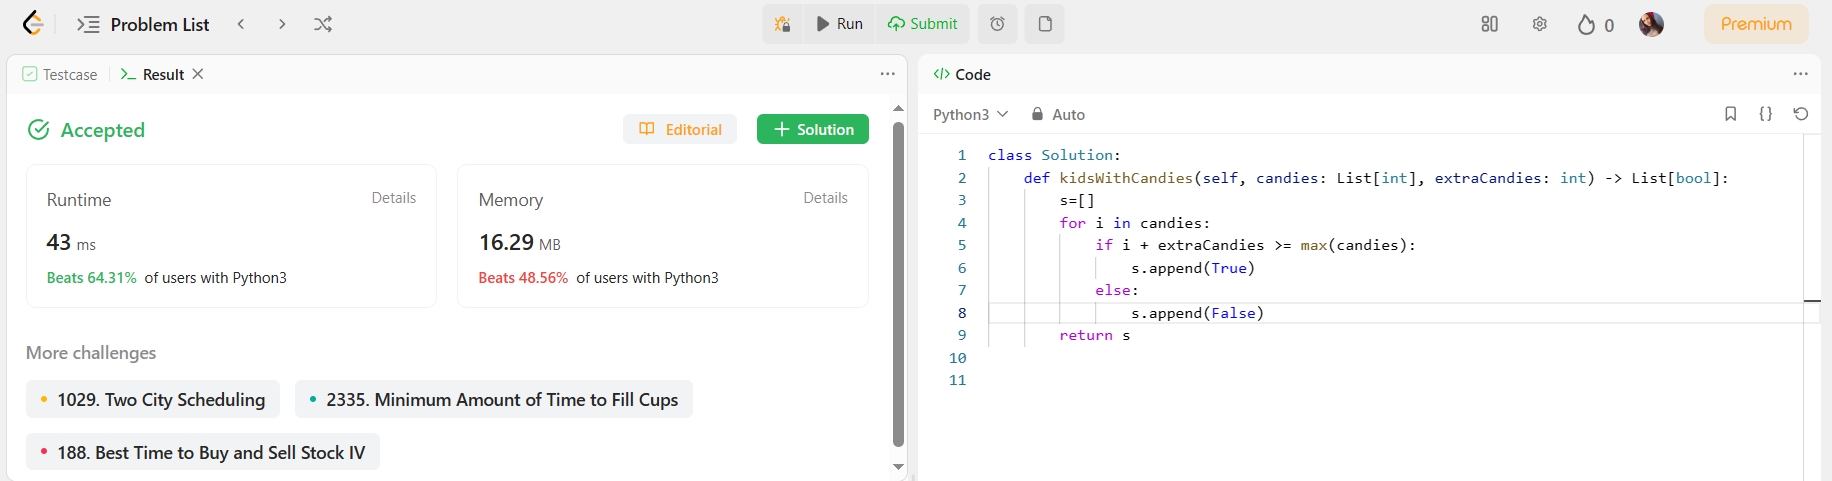 Problem List
Run
Submit
0
Premium
Testcase
Result
Accepted
Editorial
Solution
Runtime
Details
43 ms
Beats 64.31% of users with Python3
Memory
Details
16.29 MB
Beats 48.56% of users with Python3
More challenges
1029. Two City Scheduling
2335. Minimum Amount of Time to Fill Cups
188. Best Time to Buy and Sell Stock IV
</> Code
Python3
Auto
1 class Solution:
2     def kidsWithCandies(self, candies: List[int], extraCandies: int) -> List[bool]:
3         s=[]
4         for i in candies:
5             if i + extraCandies >= max(candies):
6                 s.append(True)
7             else:
8                 s.append(False)
9         return s
10
11